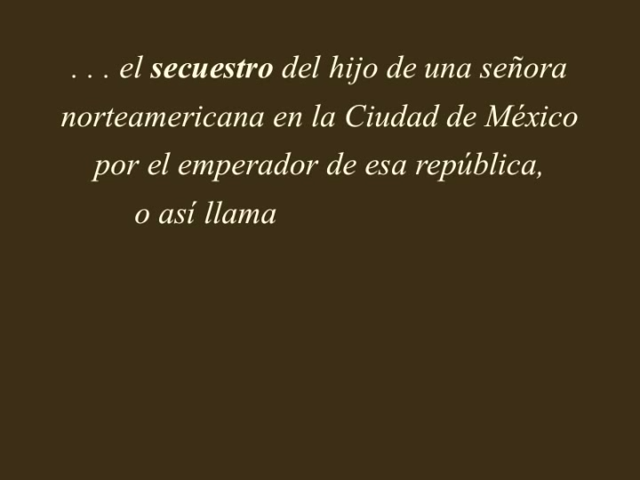 . . . el secuestro del hijo de una señora
norteamericana en la Ciudad de México
por el emperador de esa república,
o así llama